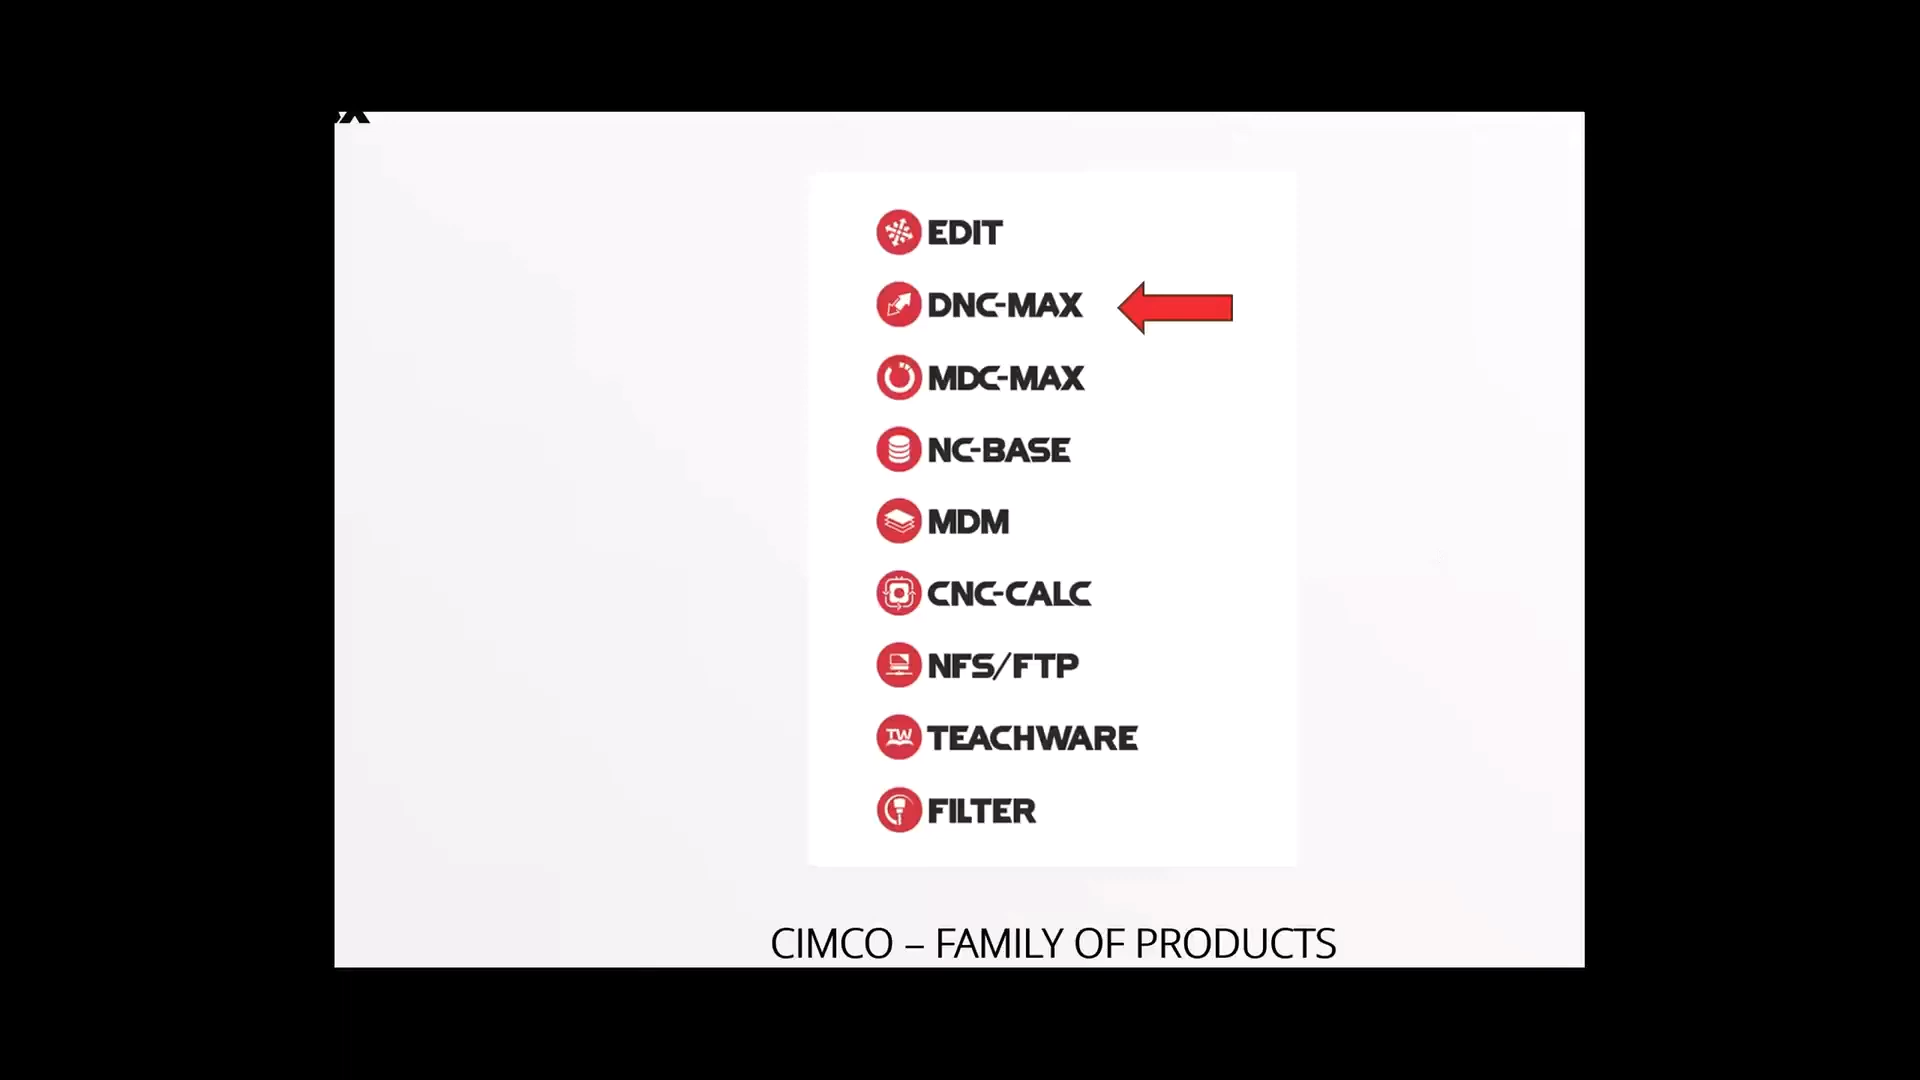 EDIT
DNC-MAX
MDC-MAX
NC-BASE
MDM
CNC-CALC
NFS/FTP
TW TEACHWARE
FILTER
CIMCO – FAMILY OF PRODUCTS